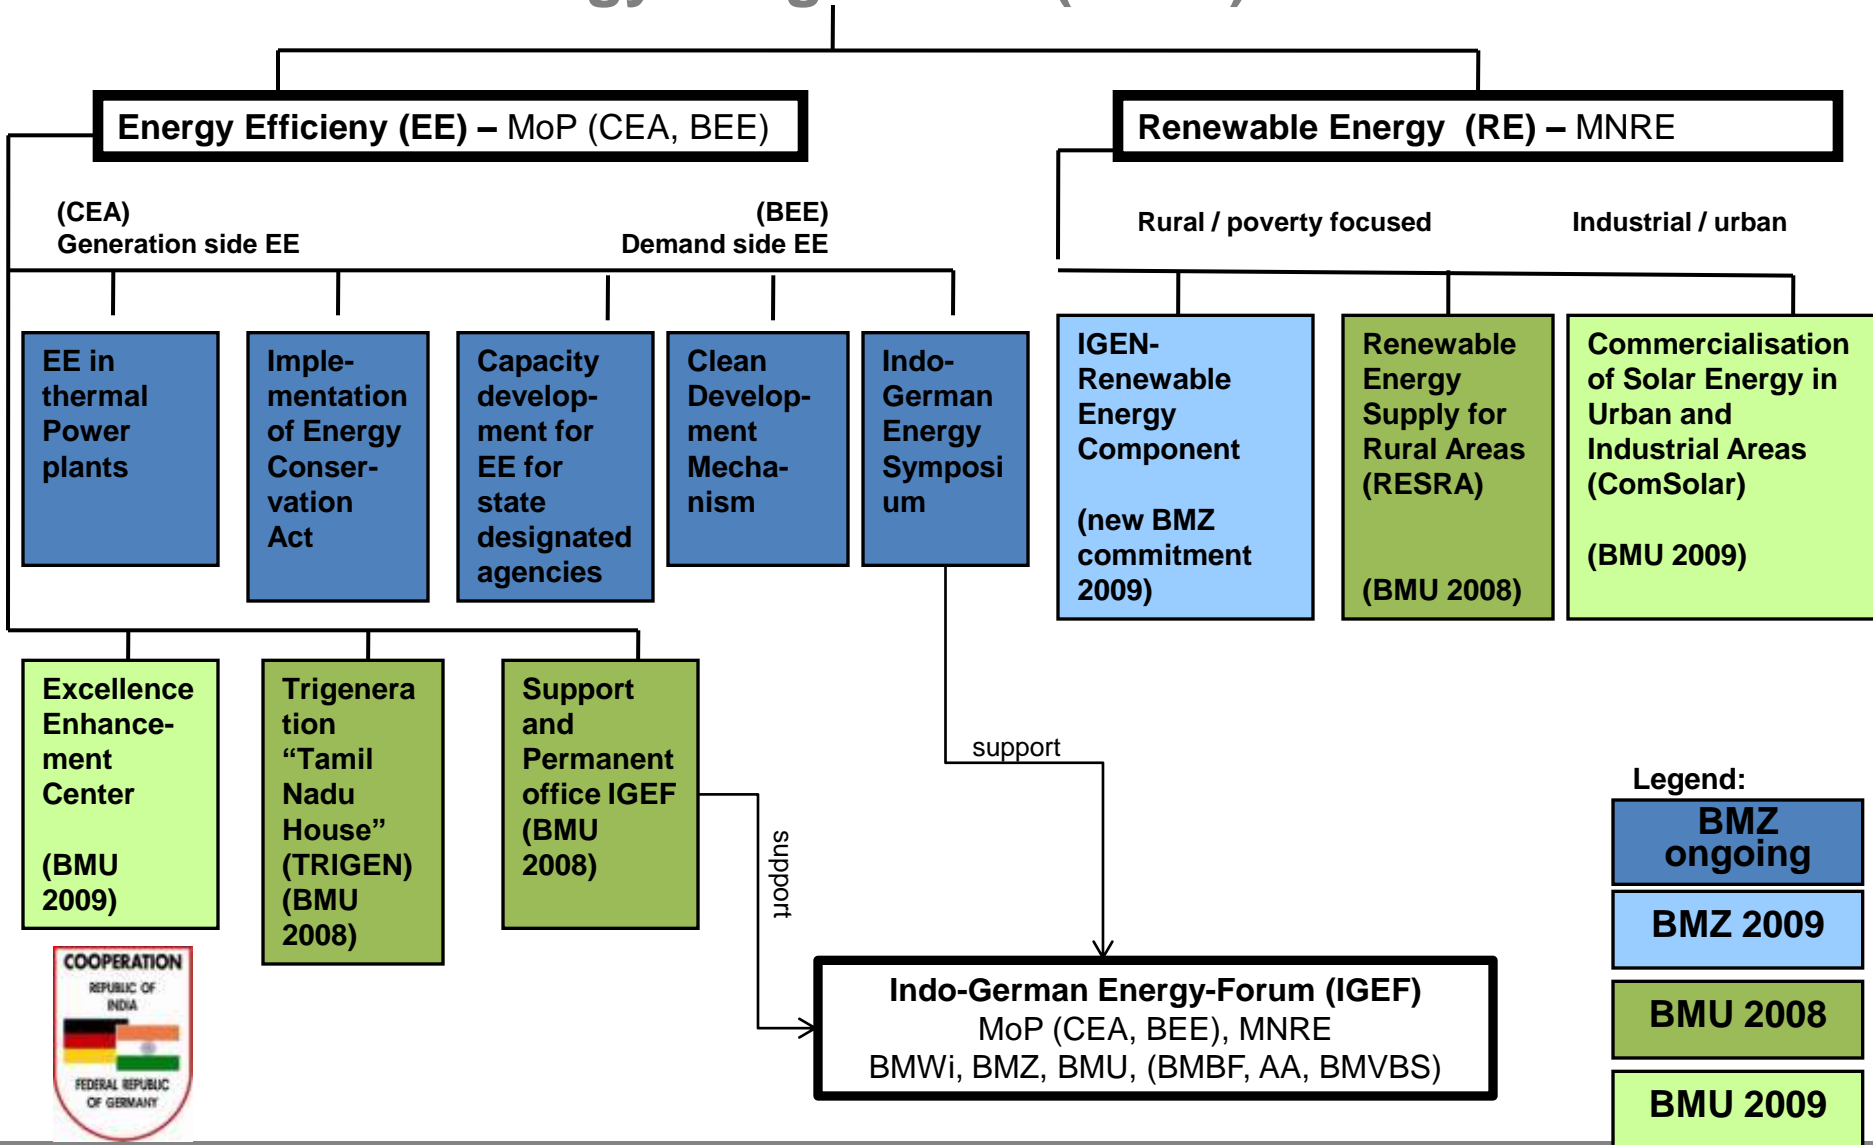 Energy Efficieny (EE) – MoP (CEA, BEE)
Renewable Energy (RE) – MNRE
(CEA)
Generation side EE
(BEE)
Demand side EE
Rural / poverty focused
Industrial / urban
EE in
thermal
Power
plants
Imple-
mentation
of Energy
Conser-
vation
Act
Capacity
develop-
ment for
EE for
state
designated
agencies
Clean
Develop-
ment
Mecha-
nism
Indo-
German
Energy
Symposi
um
IGEN-
Renewable
Energy
Component
(new BMZ
commitment
2009)
Renewable
Energy
Supply for
Rural Areas
(RESRA)
(BMU 2008)
Commercialisation
of Solar Energy in
Urban and
Industrial Areas
(ComSolar)
(BMU 2009)
Excellence
Enhance-
ment
Center
(BMU
2009)
Trigenera
tion
“Tamil
Nadu
House”
(TRIGEN)
(BMU
2008)
Support
and
Permanent
office IGEF
(BMU
2008)
support
support
Legend:
BMZ
ongoing
BMZ 2009
BMU 2008
BMU 2009
Indo-German Energy-Forum (IGEF)
MoP (CEA, BEE), MNRE
BMWi, BMZ, BMU, (BMBF, AA, BMVBS)
COOPERATION
REPUBLIC OF
INDIA
FEDERAL REPUBLIC
OF GERMANY